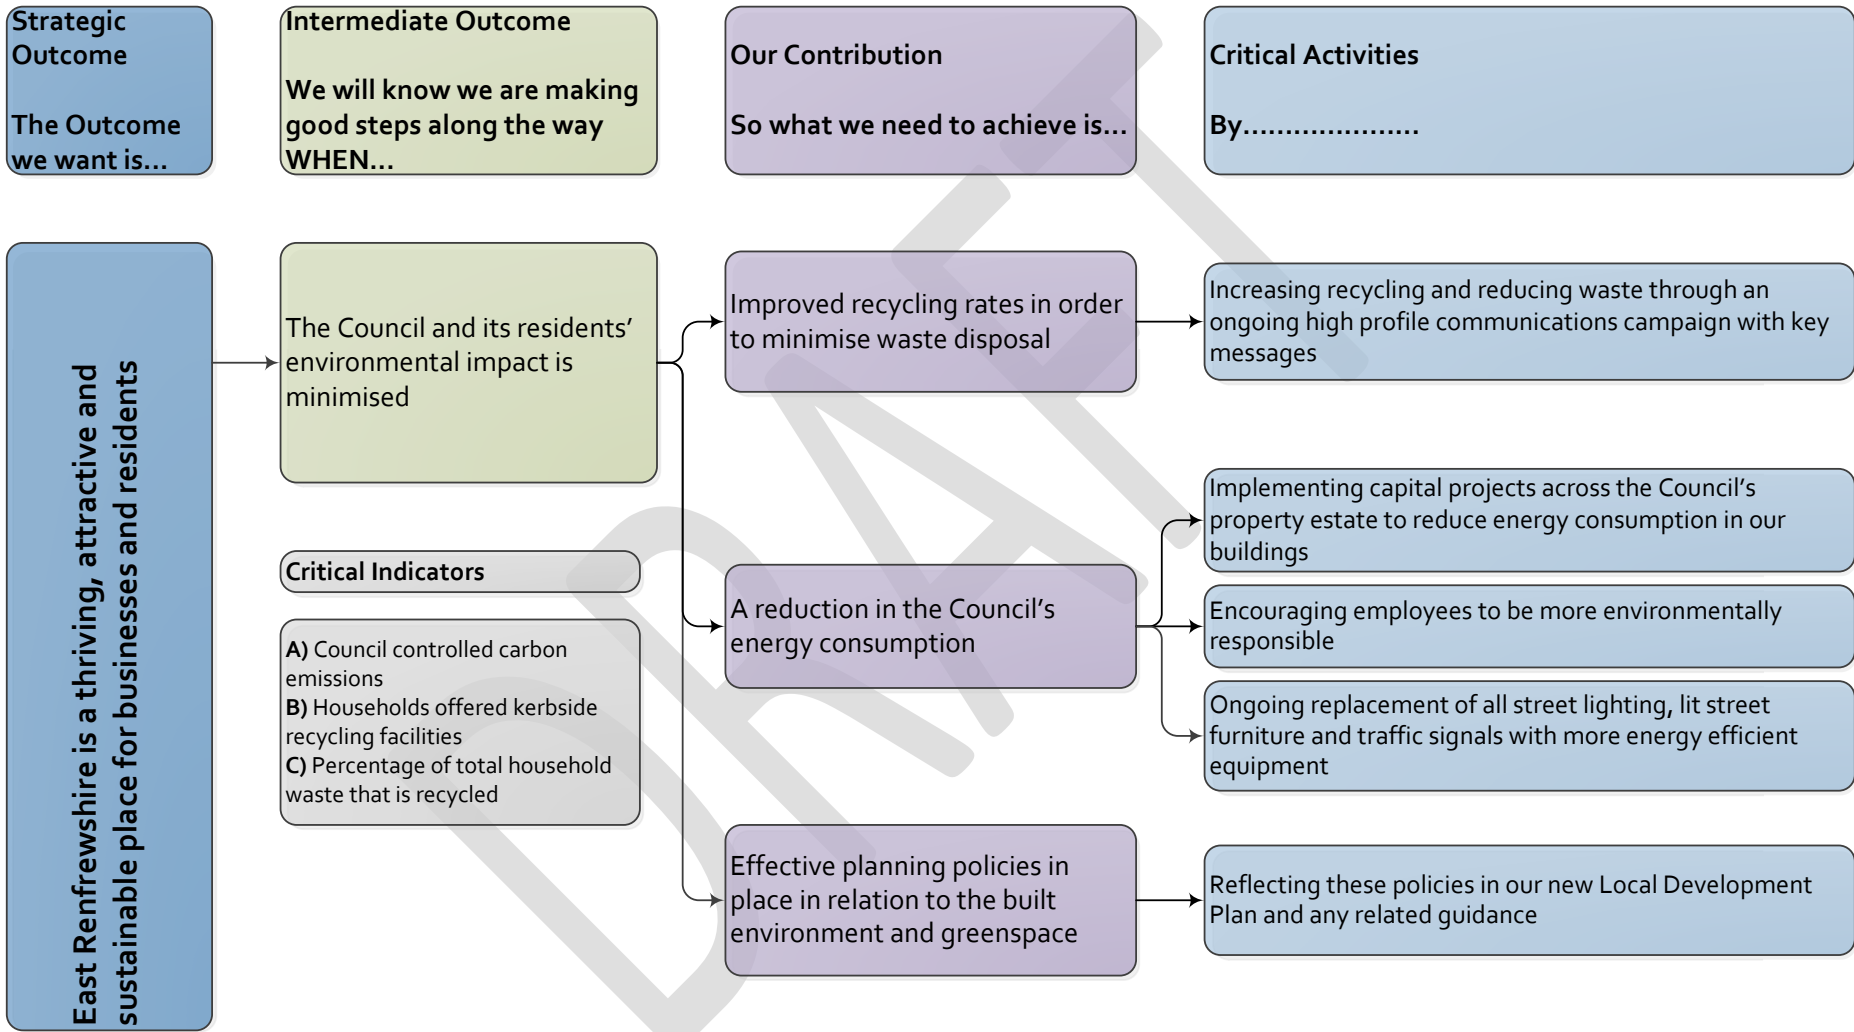 Strategic
Outcome
The Outcome
we want is...
Intermediate Outcome
We will know we are making
good steps along the way
WHEN...
Our Contribution
So what we need to achieve is...
Critical Activities
By.....................
East Renfrewshire is a thriving, attractive and
sustainable place for businesses and residents
The Council and its residents’
environmental impact is
minimised
Critical Indicators
A) Council controlled carbon
emissions
B) Households offered kerbside
recycling facilities
C) Percentage of total household
waste that is recycled
Improved recycling rates in order
to minimise waste disposal
Increasing recycling and reducing waste through an
ongoing high profile communications campaign with key
messages
A reduction in the Council’s
energy consumption
Implementing capital projects across the Council’s
property estate to reduce energy consumption in our
buildings
Encouraging employees to be more environmentally
responsible
Ongoing replacement of all street lighting, lit street
furniture and traffic signals with more energy efficient
equipment
Effective planning policies in
place in relation to the built
environment and greenspace
Reflecting these policies in our new Local Development
Plan and any related guidance
DRAFT